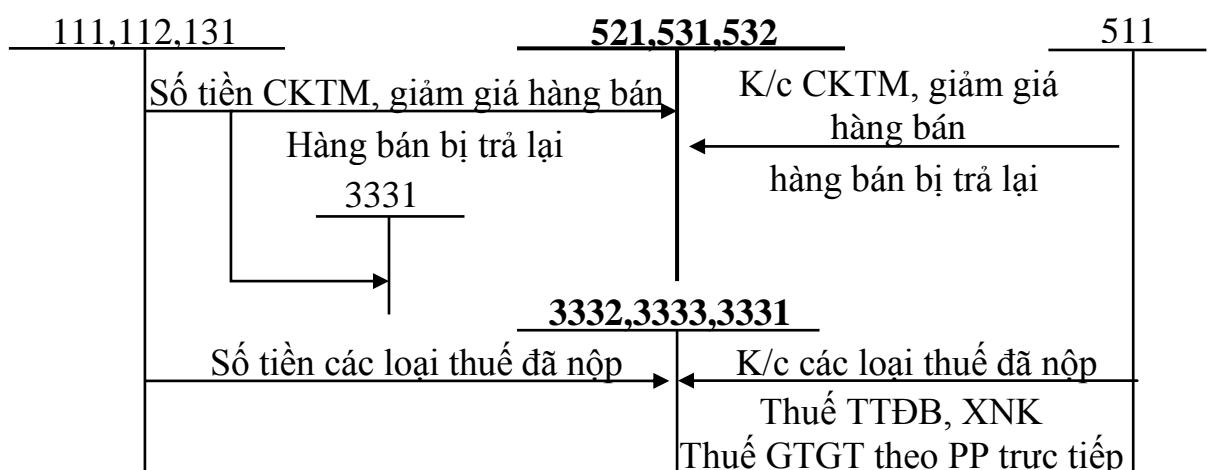 111,112,131
521,531,532
511
Số tiền CKTM, giảm giá hàng bán
Hàng bán bị trả lại
K/c CKTM, giảm giá
hàng bán
hàng bán bị trả lại
3331
3332,3333,3331
Số tiền các loại thuế đã nộp
K/c các loại thuế đã nộp
Thuế TTĐB, XNK
Thuế GTGT theo PP trực tiếp